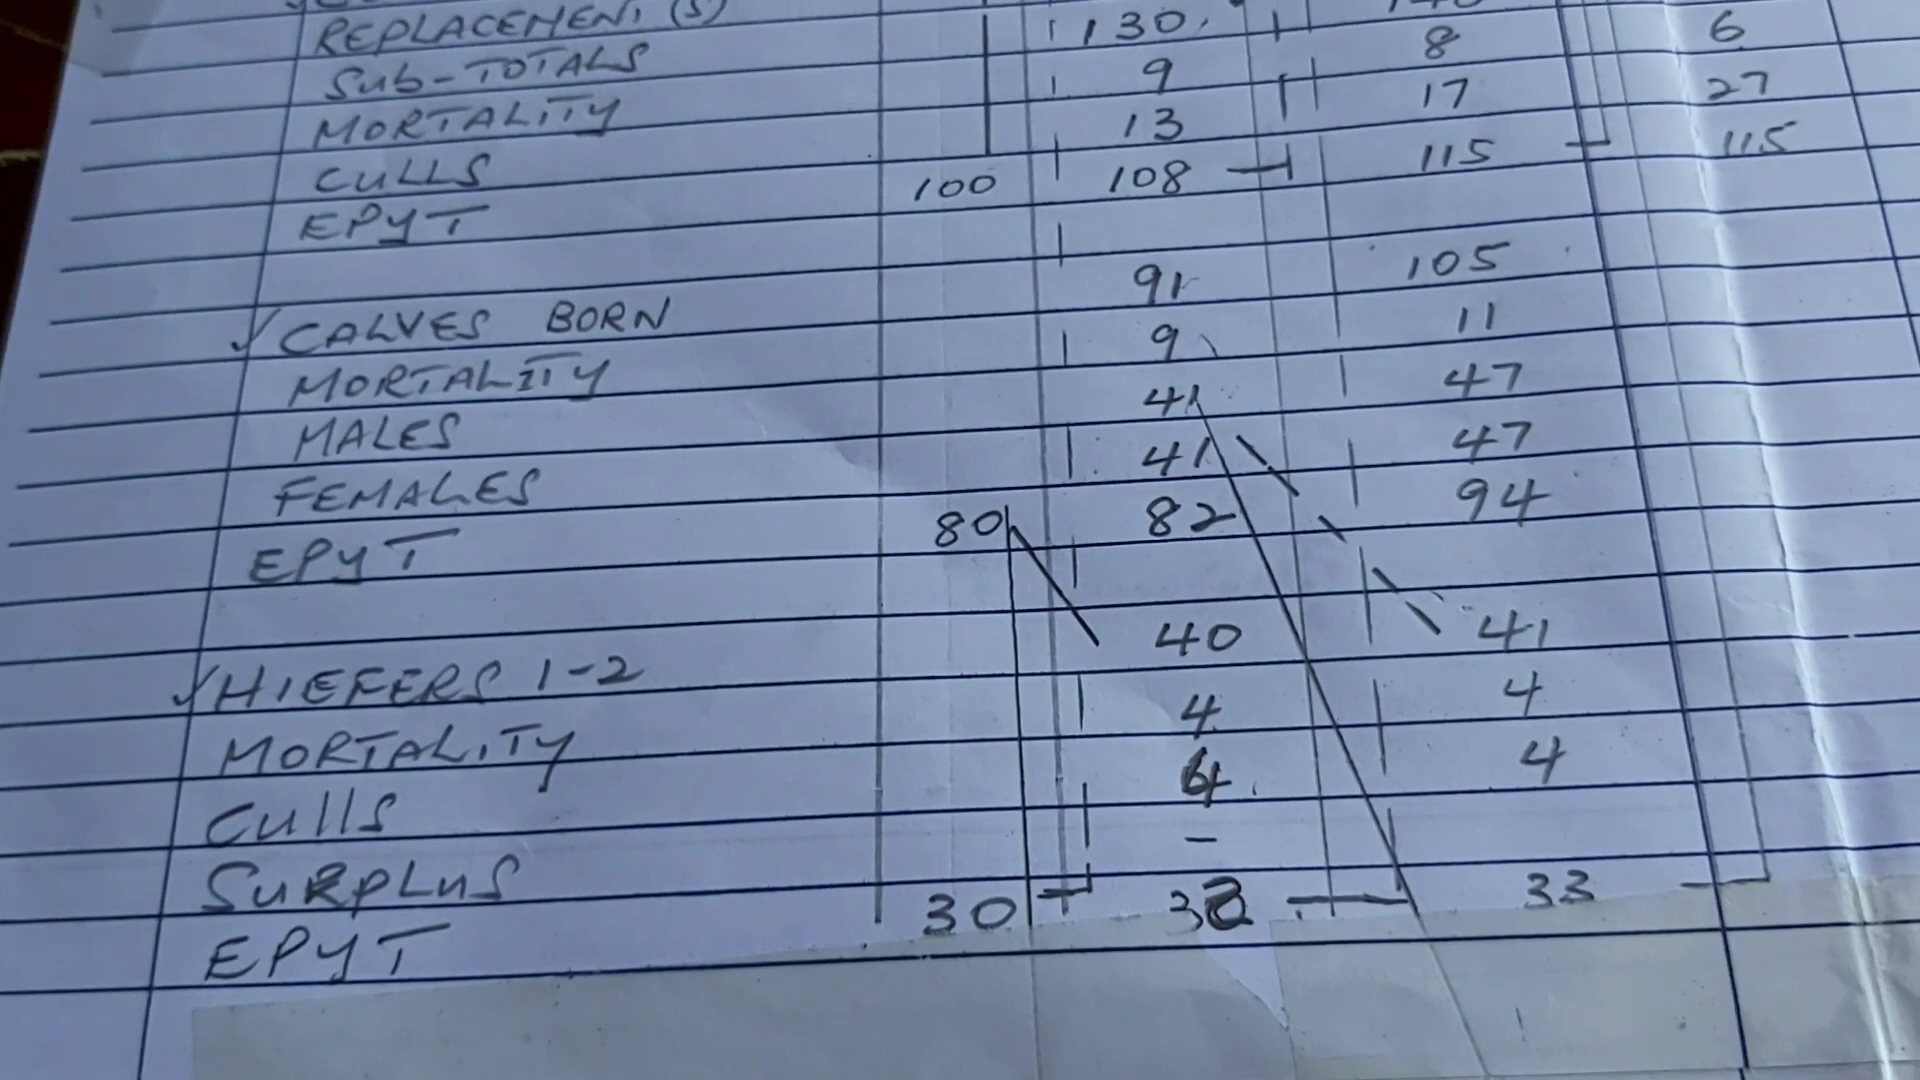 REPLACEMENT (S)
SUB-TOTALS 130
MORTALITY 9 8 6
CULLS 13 17 27
EPYT 100 108 115 115
✓ CALVES BORN 91 105
MORTALITY 9 11
MALES 41 47
FEMALES 41 47
EPYT 80 82 94
✓ HIEFERS 1-2 40 41
MORTALITY 4 4
Culls 4 4
SURPLUS -
EPYT 30 32 33